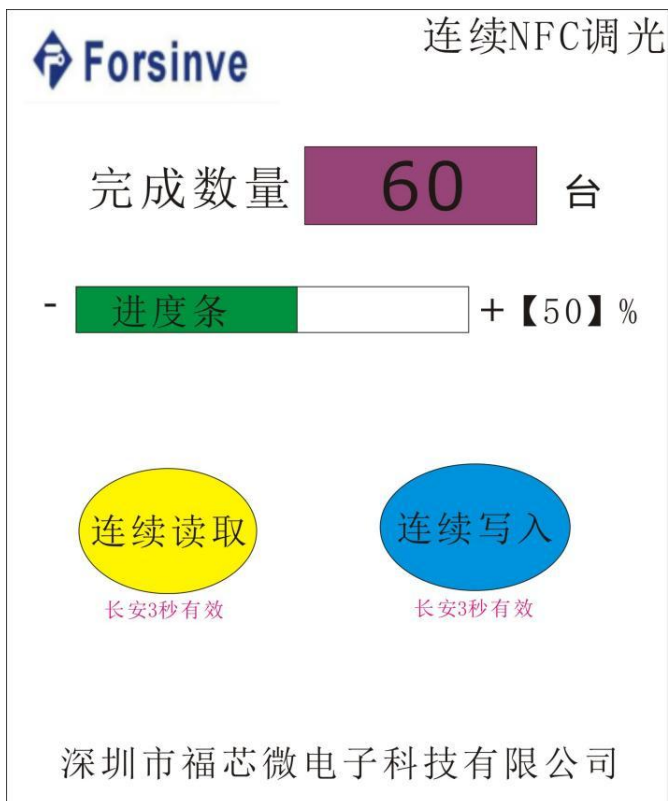 Forsinve
连续NFC调光
完成数量 60 台
- 进度条 +【50】%
连续读取 连续写入
长安3秒有效 长安3秒有效
深圳市福芯微电子科技有限公司